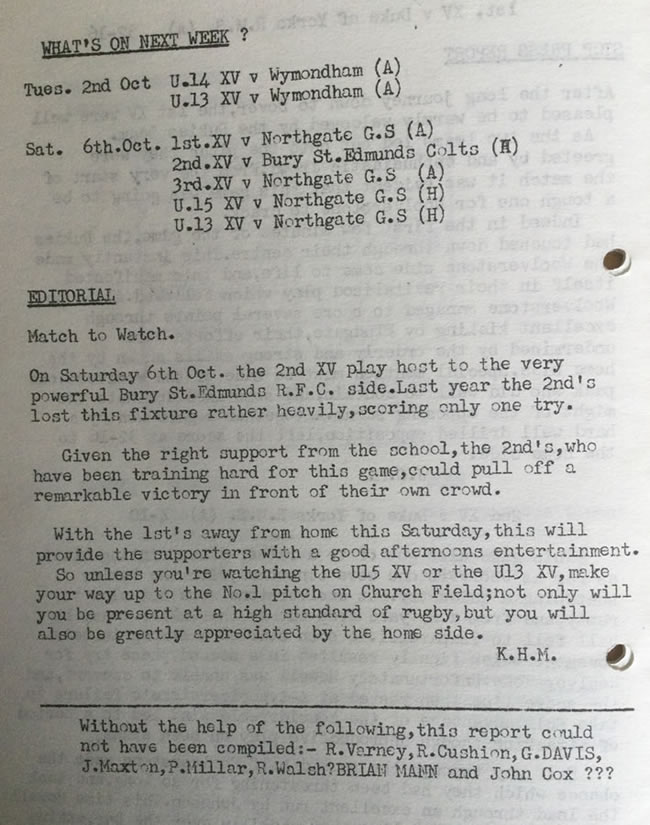 WHAT'S ON NEXT WEEK ?
Tues. 2nd Oct U.14 XV v Wymondham (A)
U.13 XV v Wymondham (A)
Sat. 6th.Oct. 1st.XV v Northgate G.S (A)
2nd.XV v Bury St.Edmunds Colts (H)
3rd.XV v Northgate G.S (A)
U.15 XV v Northgate G.S (H)
U.13 XV v Northgate G.S (H)
EDITORIAL
Match to Watch.
On Saturday 6th Oct. the 2nd XV play host to the very
powerful Bury St.Edmunds R.F.C. side.Last year the 2nd's
lost this fixture rather heavily,scoring only one try.
Given the right support from the school,the 2nd's,who
have been training hard for this game,could pull off a
remarkable victory in front of their own crowd.
With the 1st's away from home this Saturday,this will
provide the supporters with a good afternoons entertainment.
So unless you're watching the U15 XV or the U13 XV,make
your way up to the No.1 pitch on Church Field;not only will
you be present at a high standard of rugby,but you will
also be greatly appreciated by the home side.
K.H.M.
Without the help of the following,this report could
not have been compiled:- R.Varney,R.Cushion,G.DAVIS,
J.Maxton,P.Millar,R.Walsh?BRIAN MANN and John Cox ???